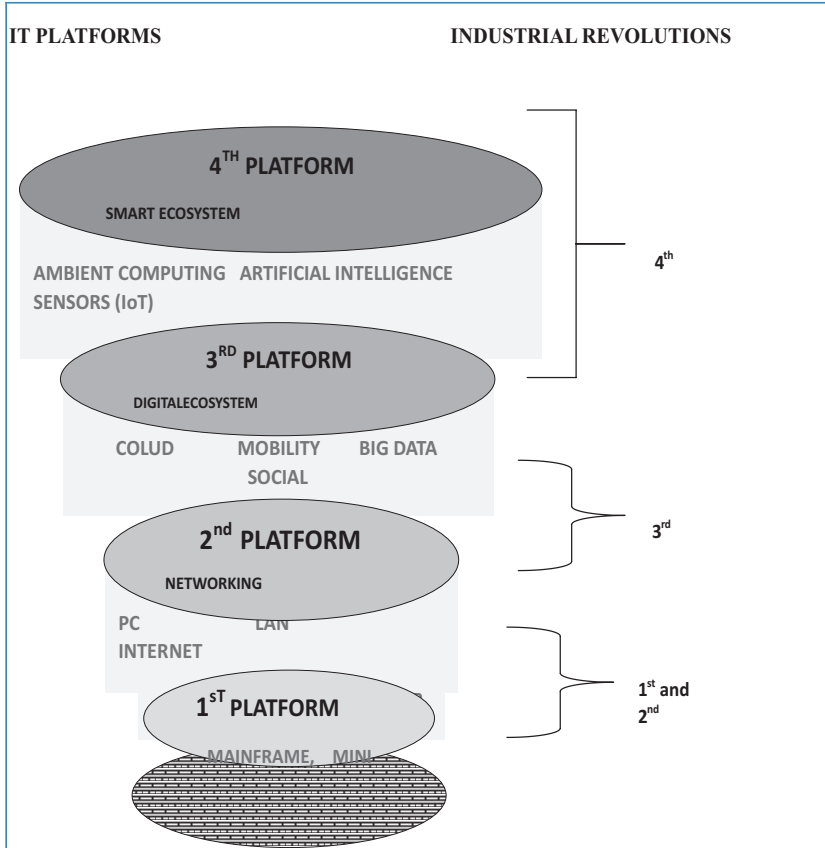 IT PLATFORMS
INDUSTRIAL REVOLUTIONS
4TH PLATFORM
SMART ECOSYSTEM
AMBIENT COMPUTING ARTIFICIAL INTELLIGENCE
SENSORS (IoT)
4th
3RD PLATFORM
DIGITALECOSYSTEM
COLUD MOBILITY BIG DATA
SOCIAL
3rd
2nd PLATFORM
NETWORKING
PC LAN
INTERNET
1sT PLATFORM
MAINFRAME, MINI
1st and
2nd